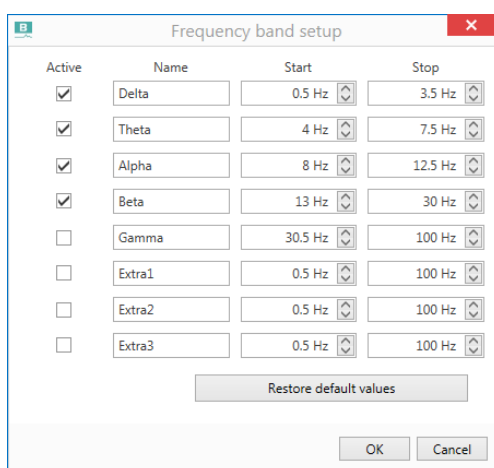 B Frequency band setup
Active Name Start Stop
Delta 0.5 Hz 3.5 Hz
Theta 4 Hz 7.5 Hz
Alpha 8 Hz 12.5 Hz
Beta 13 Hz 30 Hz
Gamma 30.5 Hz 100 Hz
Extra1 0.5 Hz 100 Hz
Extra2 0.5 Hz 100 Hz
Extra3 0.5 Hz 100 Hz
Restore default values
OK Cancel